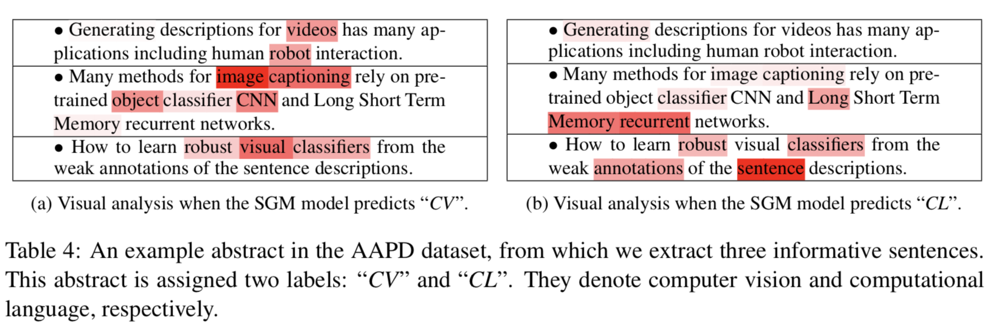 • Generating descriptions for videos has many ap-
plications including human robot interaction.
• Many methods for image captioning rely on pre-
trained object classifier CNN and Long Short Term
Memory recurrent networks.
• How to learn robust visual classifiers from the
weak annotations of the sentence descriptions.
(a) Visual analysis when the SGM model predicts “CV”.
• Generating descriptions for videos has many ap-
plications including human robot interaction.
• Many methods for image captioning rely on pre-
trained object classifier CNN and Long Short Term
Memory recurrent networks.
• How to learn robust visual classifiers from the
weak annotations of the sentence descriptions.
(b) Visual analysis when the SGM model predicts “CL”.
Table 4: An example abstract in the AAPD dataset, from which we extract three informative sentences.
This abstract is assigned two labels: “CV” and “CL”. They denote computer vision and computational
language, respectively.